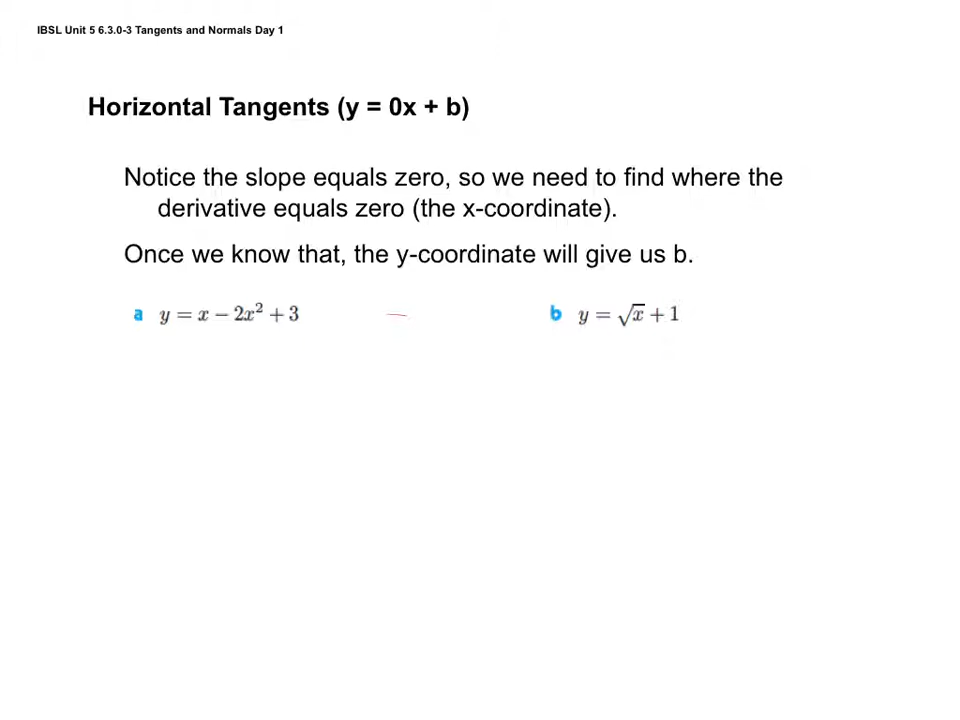 IBSL Unit 5 6.3.0-3 Tangents and Normals Day 1
Horizontal Tangents (y = 0x + b)
Notice the slope equals zero, so we need to find where the
derivative equals zero (the x-coordinate).
Once we know that, the y-coordinate will give us b.
a y = x − 2x² + 3 b y = √x + 1